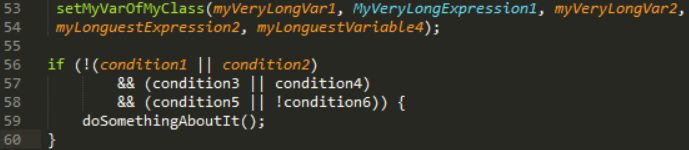 53 setMyVarOfMyClass(myVeryLongVar1, MyVeryLongExpression1, myVeryLongVar2,
54 myLonguestExpression2, myLonguestVariable4);
55
56 if (!(condition1 || condition2)
57 && (condition3 || condition4)
58 && (condition5 || !condition6)) {
59 doSomethingAboutIt();
60 }